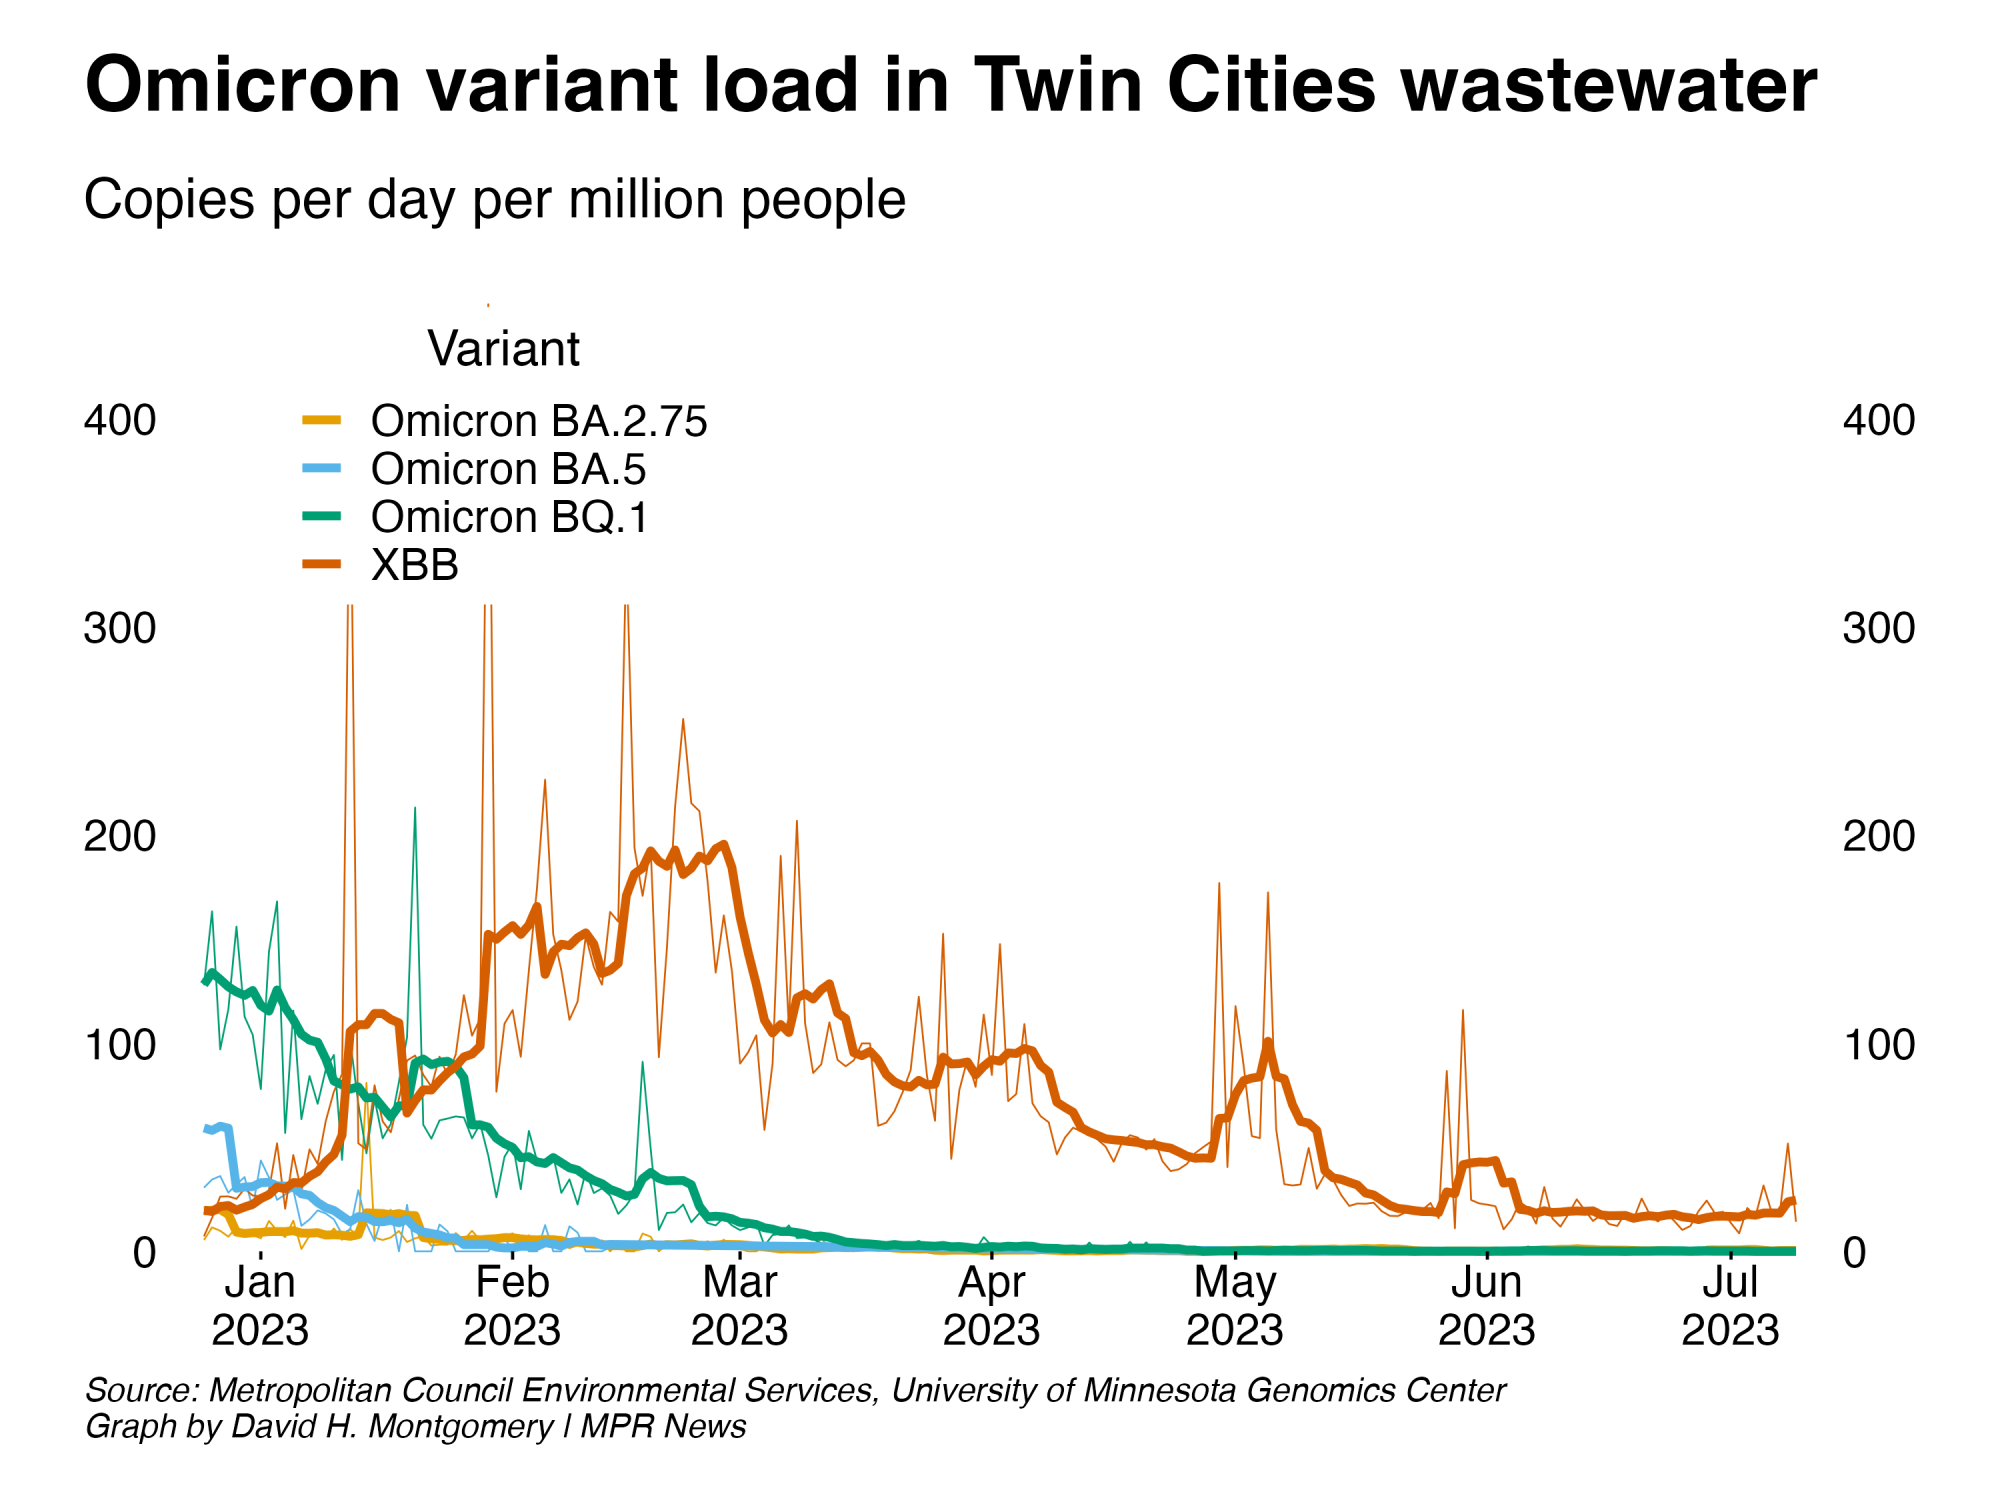 Omicron variant load in Twin Cities wastewater
Copies per day per million people
Variant
Omicron BA.2.75
Omicron BA.5
Omicron BQ.1
XBB
400
400
300
300
200
200
100
100
0
0
Jan
2023
Feb
2023
Mar
2023
Apr
2023
May
2023
Jun
2023
Jul
2023
Source: Metropolitan Council Environmental Services, University of Minnesota Genomics Center
Graph by David H. Montgomery | MPR News